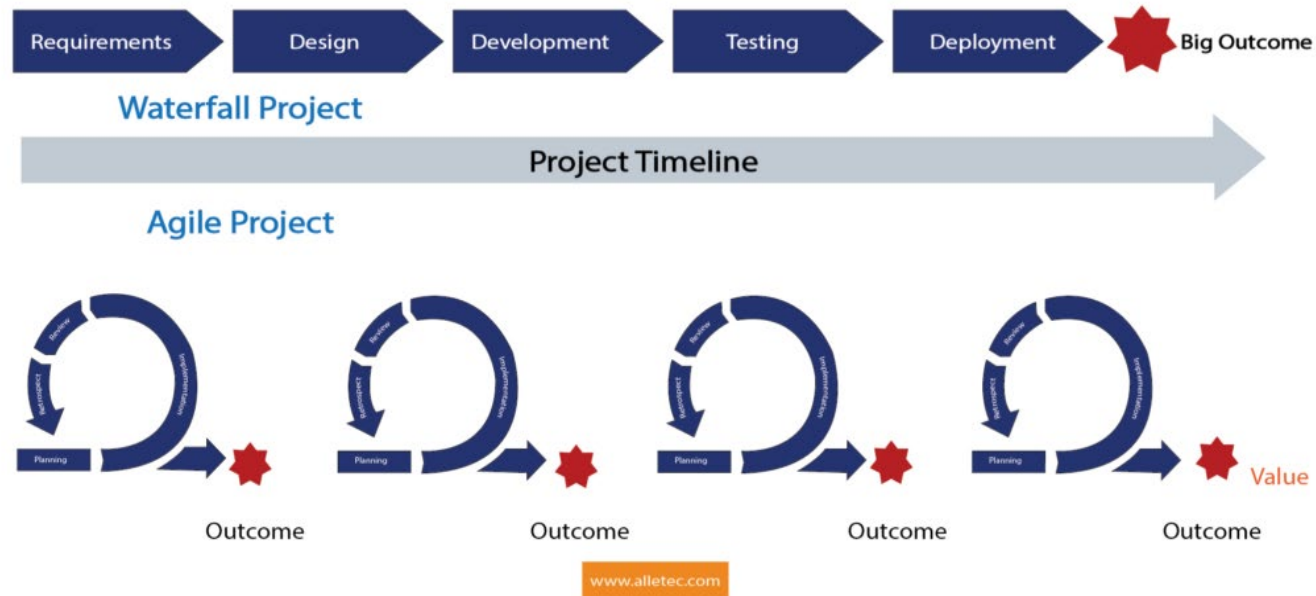 Requirements
Design
Development
Testing
Deployment
Big Outcome
Waterfall Project
Project Timeline
Agile Project
Review
Retrospect
Implementation
Planning
Review
Retrospect
Implementation
Planning
Review
Retrospect
Implementation
Planning
Review
Retrospect
Implementation
Planning
Value
Outcome
Outcome
Outcome
Outcome
www.alletec.com